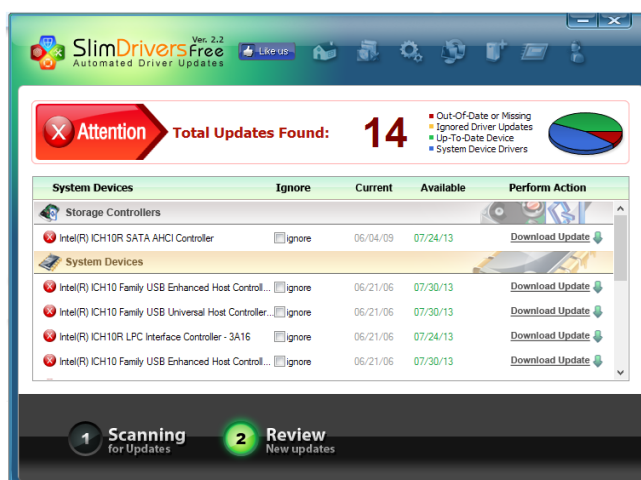 Ver. 2.2
SlimDrivers Free
Automated Driver Updates
Like us
Attention
Total Updates Found:
14
Out-Of-Date or Missing
Ignored Driver Updates
Up-To-Date Device
System Device Drivers
System Devices Ignore Current Available Perform Action
Storage Controllers
Intel(R) ICH10R SATA AHCI Controller ignore 06/04/09 07/24/13 Download Update
System Devices
Intel(R) ICH10 Family USB Enhanced Host Controll... ignore 06/21/06 07/30/13 Download Update
Intel(R) ICH10 Family USB Universal Host Controller... ignore 06/21/06 07/30/13 Download Update
Intel(R) ICH10R LPC Interface Controller - 3A16 ignore 06/21/06 07/24/13 Download Update
Intel(R) ICH10 Family USB Enhanced Host Controll... ignore 06/21/06 07/30/13 Download Update
1 Scanning
for Updates
2 Review
New updates